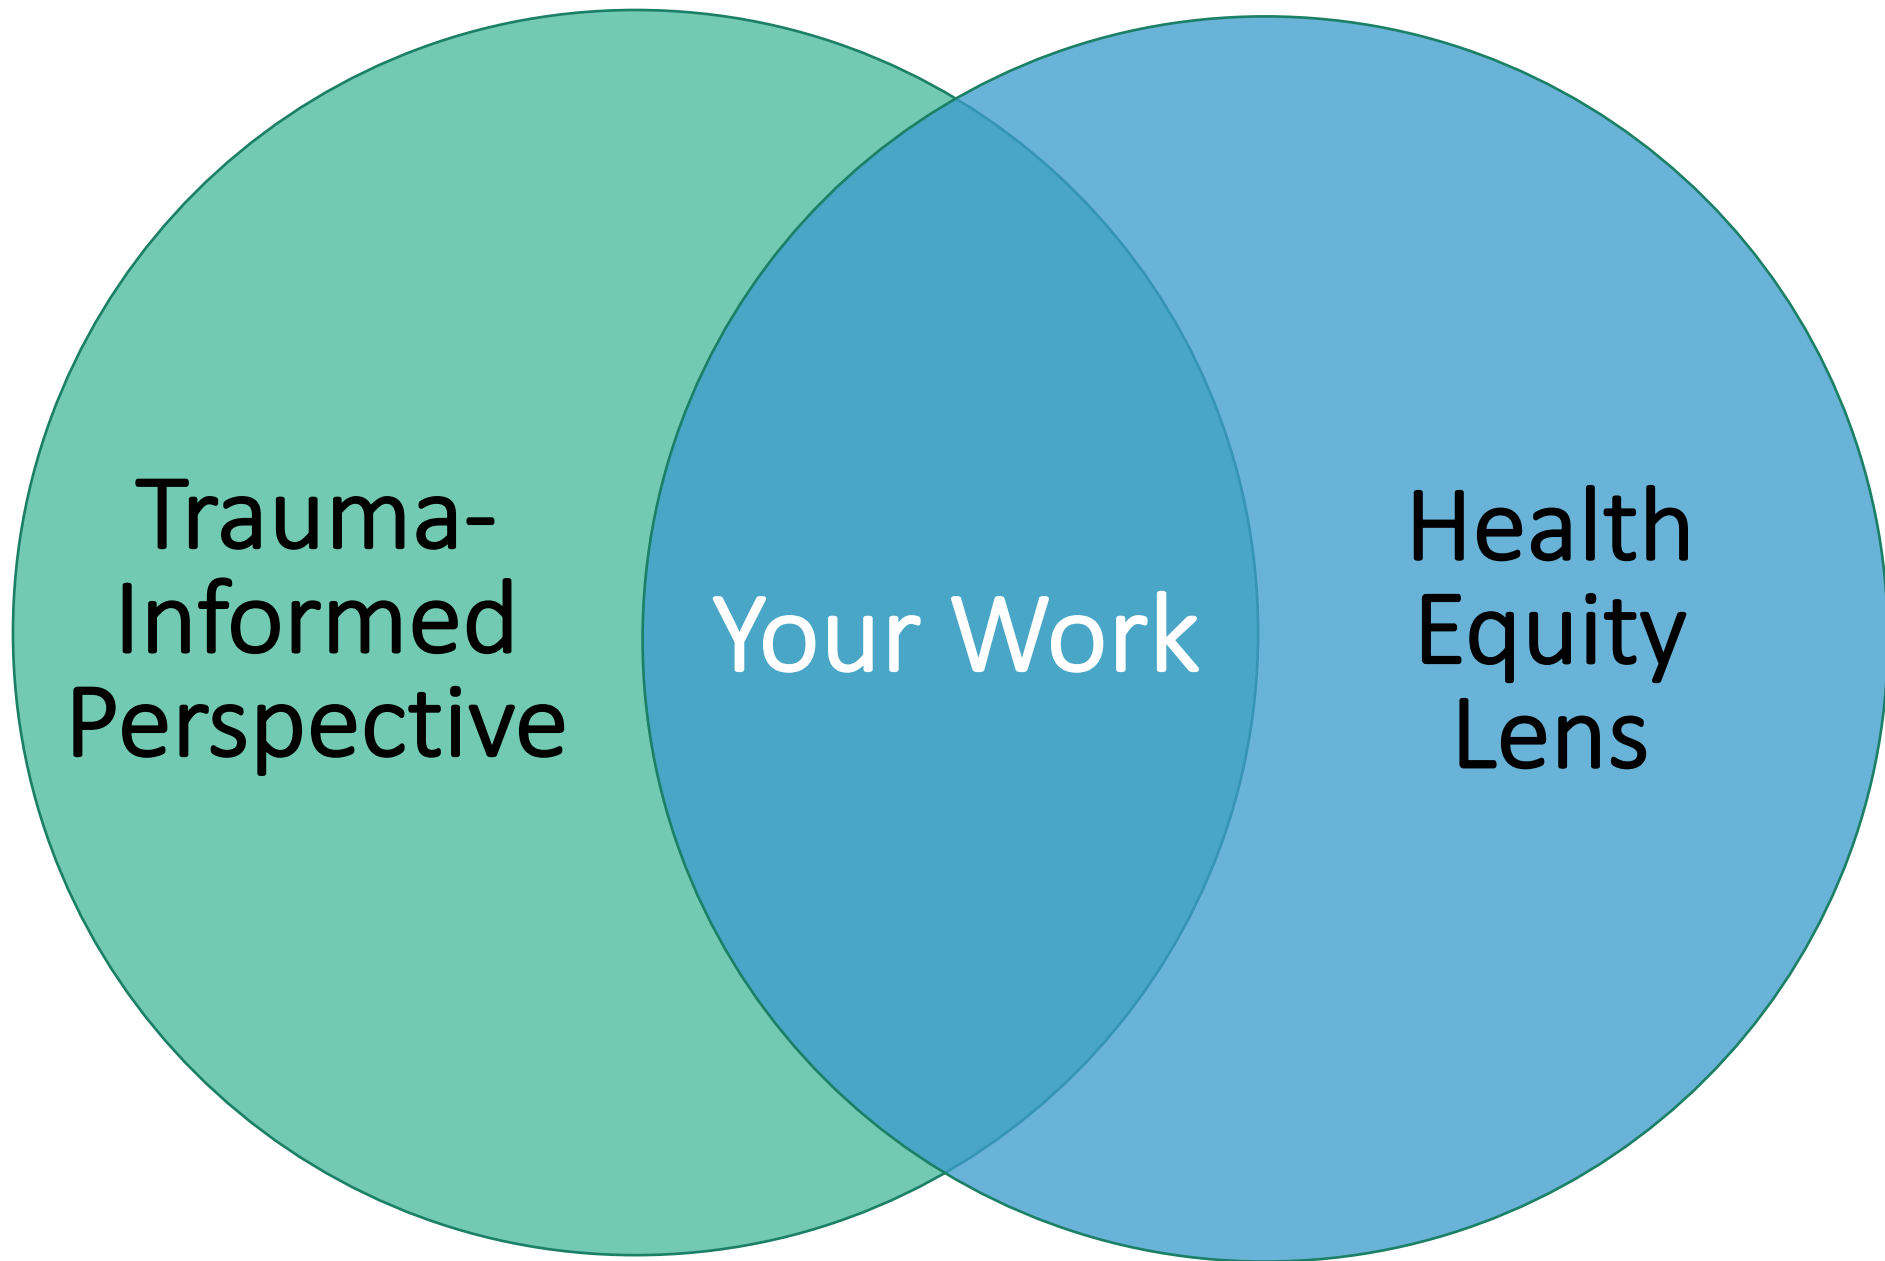 Trauma-
Informed
Perspective
Your Work
Health
Equity
Lens